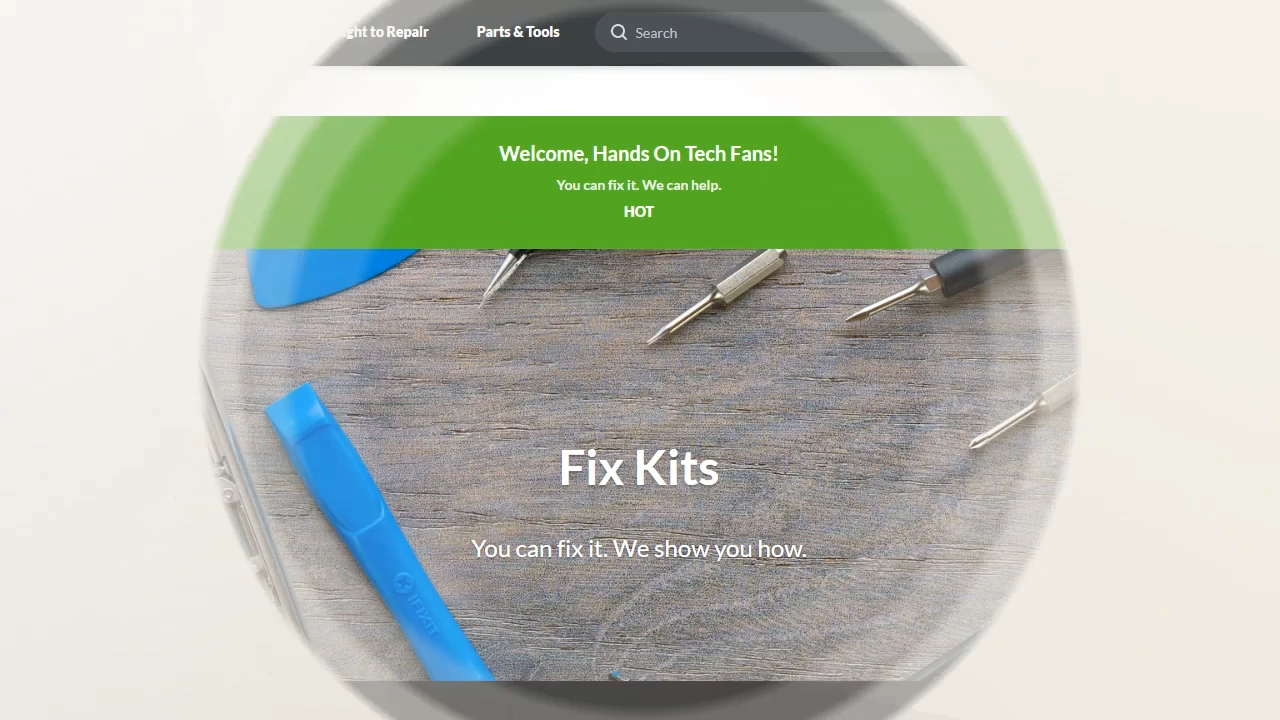 ght to Repair
Parts & Tools
Search
Welcome, Hands On Tech Fans!
You can fix it. We can help.
HOT
Fix Kits
You can fix it. We show you how.
IFIXIT